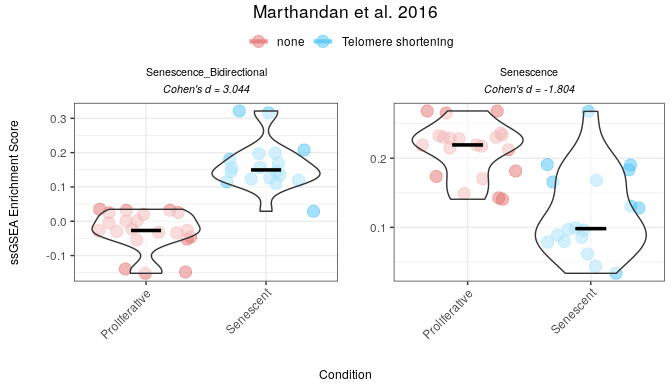 Marthandan et al. 2016
none
Telomere shortening
Senescence_Bidirectional
Cohen's d = 3.044
Senescence
Cohen's d = -1.804
ssGSEA Enrichment Score
0.3
0.2
0.1
0.0
-0.1
0.2
0.1
Proliferative
Senescent
Proliferative
Senescent
Condition